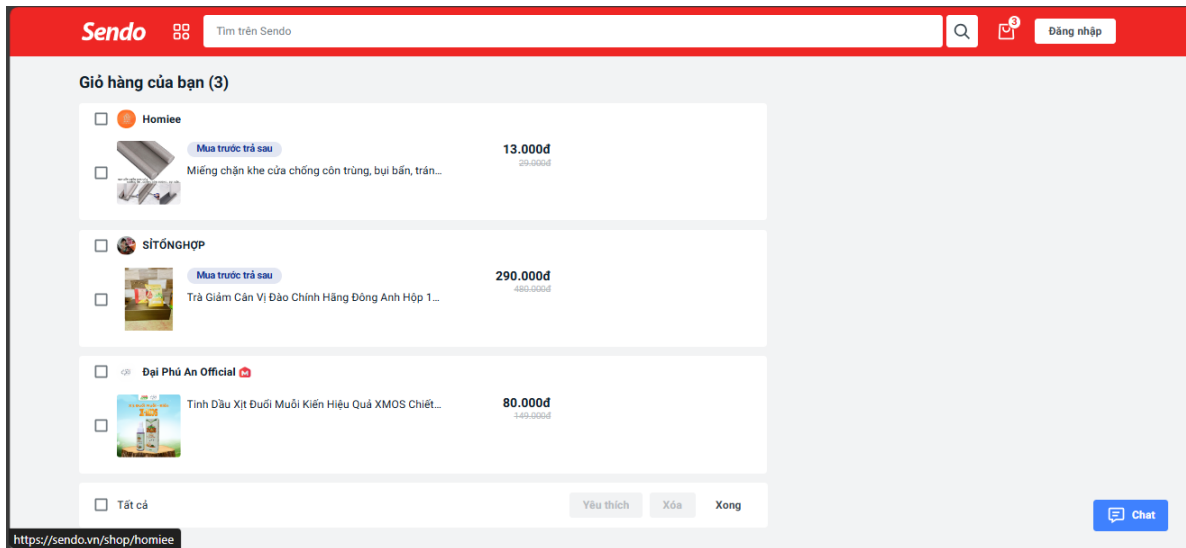 Sendo
Tìm trên Sendo
3
Đăng nhập
Giỏ hàng của bạn (3)
Homiee
Mua trước trả sau
13.000đ
29.000đ
Miếng chặn khe cửa chống côn trùng, bụi bẩn, trán...
SỈTỔNGHỢP
Mua trước trả sau
290.000đ
480.000đ
Trà Giảm Cân Vị Đào Chính Hãng Đông Anh Hộp 1...
Đại Phú An Official
Tinh Dầu Xịt Đuổi Muỗi Kiến Hiệu Quả XMOS Chiết...
80.000đ
149.000đ
Tất cả
Yêu thích
Xóa
Xong
Chat
https://sendo.vn/shop/homiee